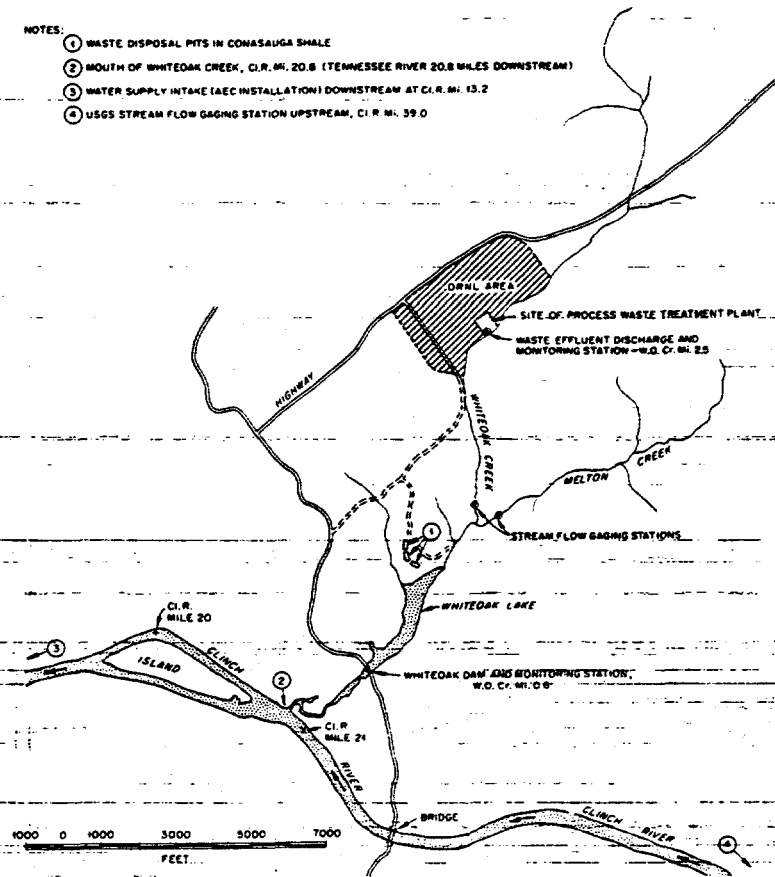 NOTES:
① WASTE DISPOSAL PITS IN CONASAUGA SHALE
② MOUTH OF WHITEOAK CREEK, Cl.R. Mi. 20.8 (TENNESSEE RIVER 20.8 MILES DOWNSTREAM)
③ WATER SUPPLY INTAKE (AEC INSTALLATION) DOWNSTREAM AT Cl.R. Mi. 13.2
④ USGS STREAM FLOW GAGING STATION UPSTREAM, Cl.R. Mi. 39.0
ORNL AREA
SITE OF PROCESS WASTE TREATMENT PLANT
WASTE EFFLUENT DISCHARGE AND
MONITORING STATION - W.O. Cr. Mi. 2.5
HIGHWAY
WHITEOAK CREEK
MELTON CREEK
①
STREAM FLOW GAGING STATIONS
WHITEOAK LAKE
Cl.R.
MILE 20
③
CLINCH
ISLAND
②
WHITEOAK DAM AND MONITORING STATION,
W.O. Cr. Mi. 0.6
Cl.R.
MILE 21
RIVER
BRIDGE
CLINCH RIVER
④
1000 0 1000 3000 5000 7000
FEET